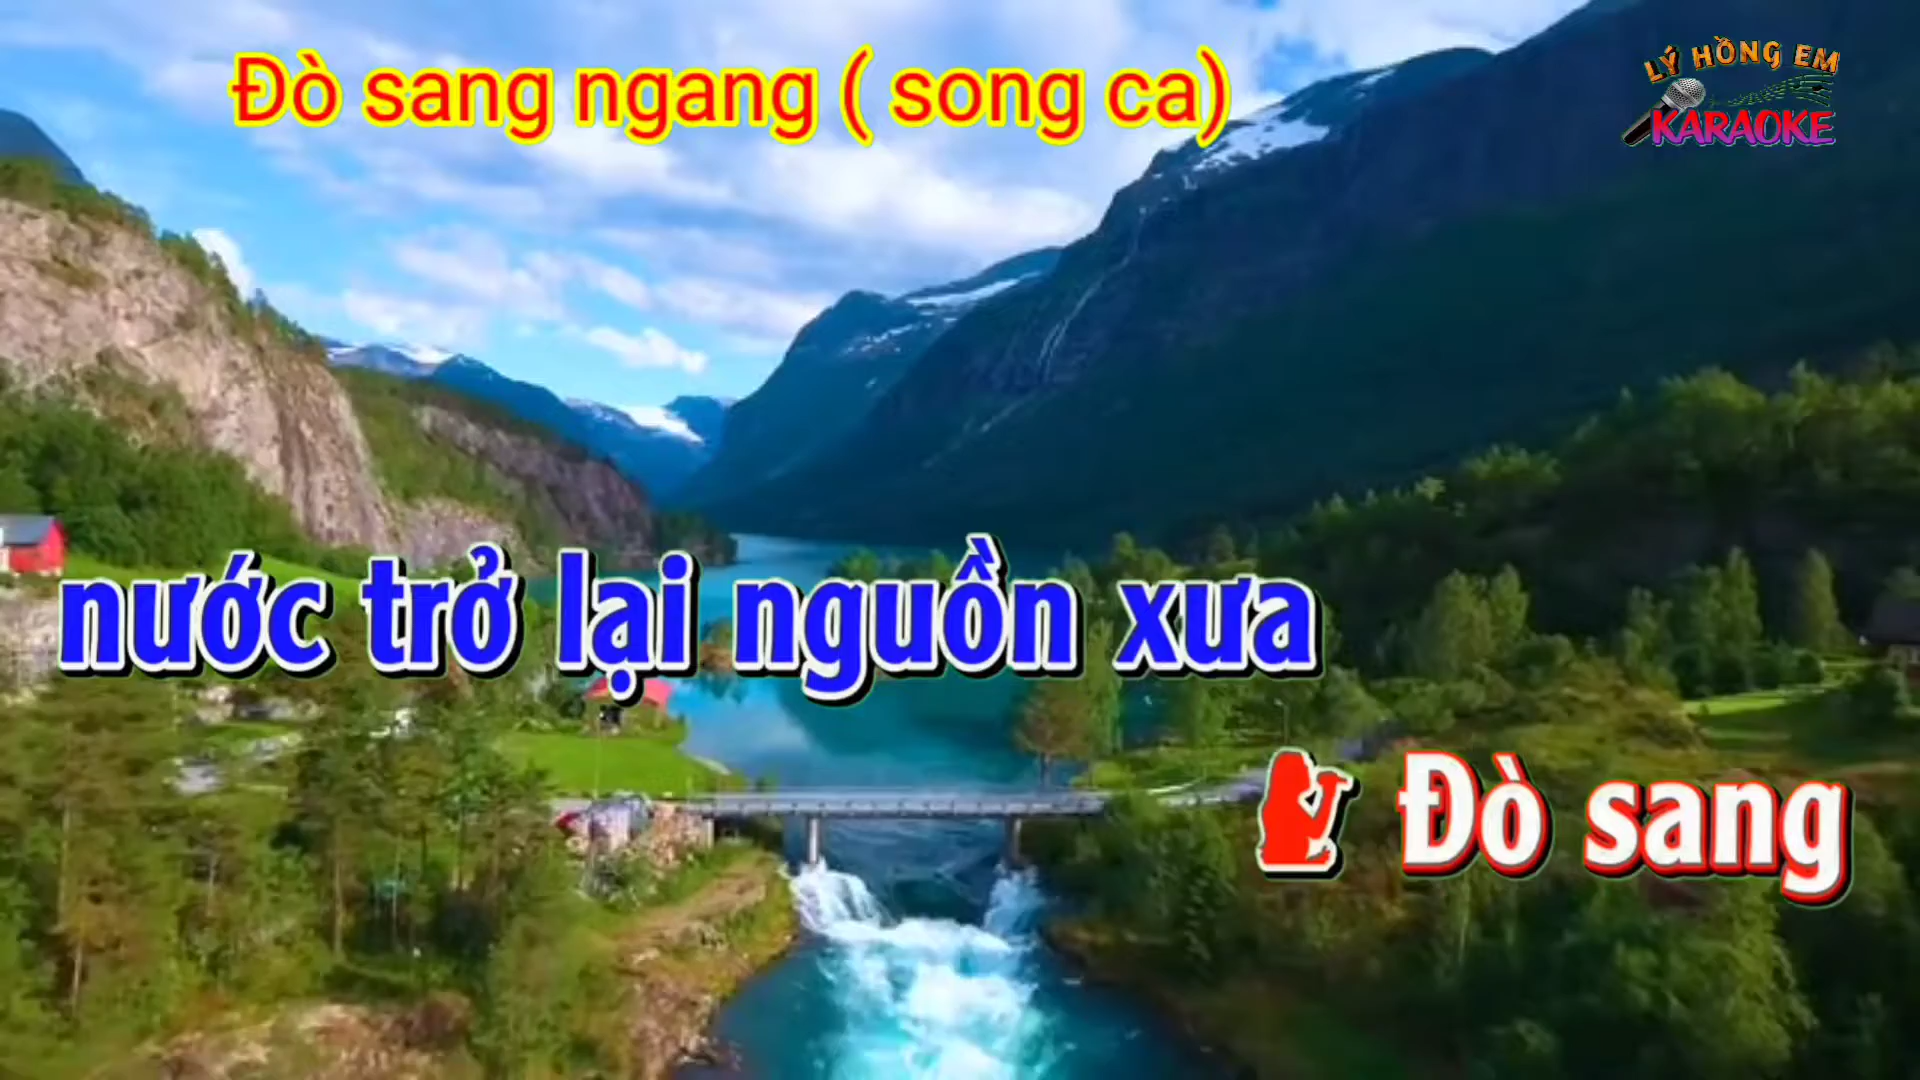 Đò sang ngang ( song ca)
LÝ HỒNG EM
KARAOKE
nước trở lại nguồn xưa
Đò sang